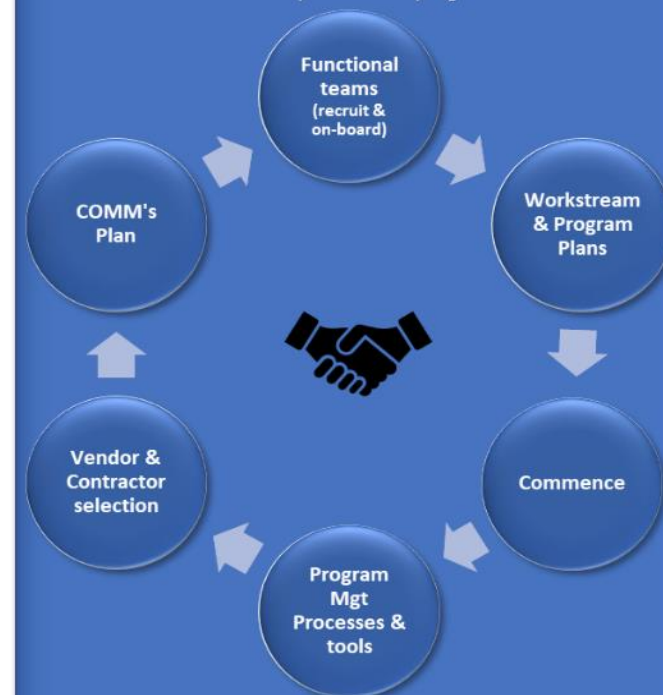 Functional
teams
(recruit &
on-board)
Workstream
& Program
Plans
Commence
Program
Mgt
Processes &
tools
Vendor &
Contractor
selection
COMM's
Plan